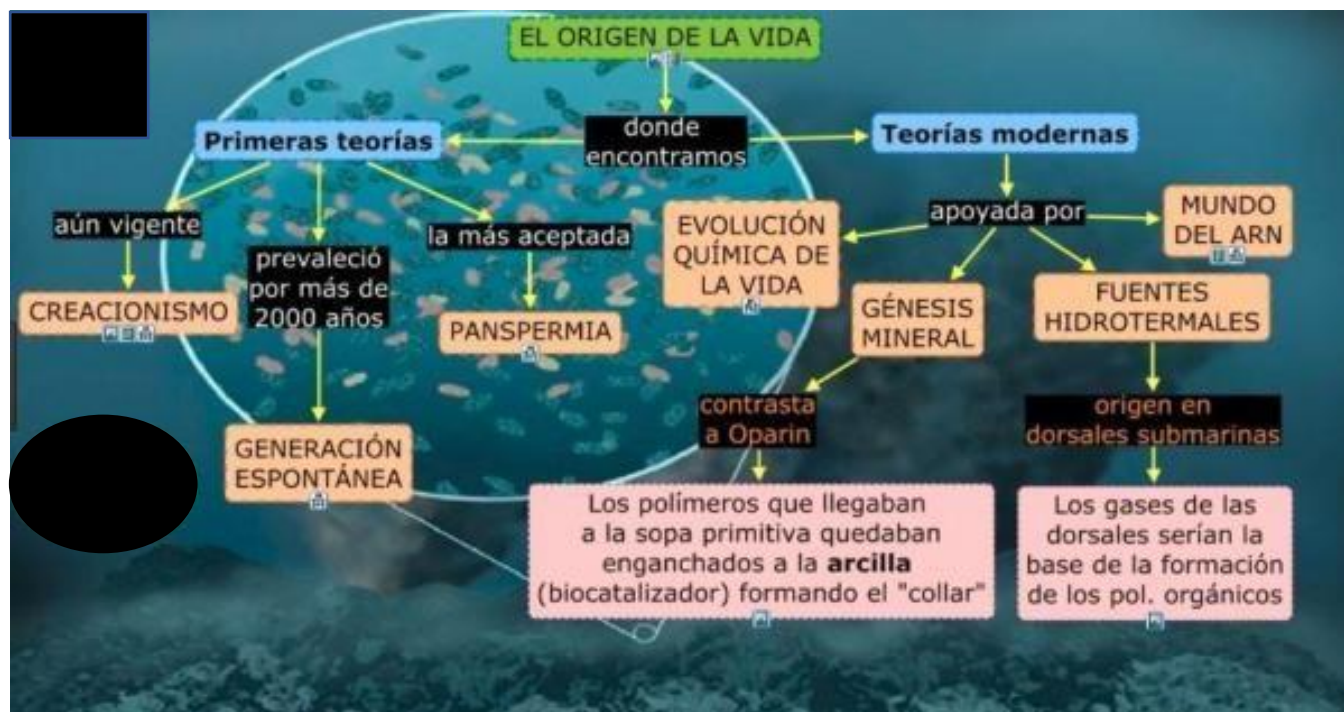 EL ORIGEN DE LA VIDA
donde
encontramos
Primeras teorías
Teorías modernas
aún vigente
CREACIONISMO
prevaleció
por más de
2000 años
GENERACIÓN
ESPONTÁNEA
la más aceptada
PANSPERMIA
apoyada por
EVOLUCIÓN
QUÍMICA DE
LA VIDA
GÉNESIS
MINERAL
FUENTES
HIDROTERMALES
MUNDO
DEL ARN
contrasta
a Oparin
Los polímeros que llegaban
a la sopa primitiva quedaban
enganchados a la arcilla
(biocatalizador) formando el "collar"
origen en
dorsales submarinas
Los gases de las
dorsales serían la
base de la formación
de los pol. orgánicos